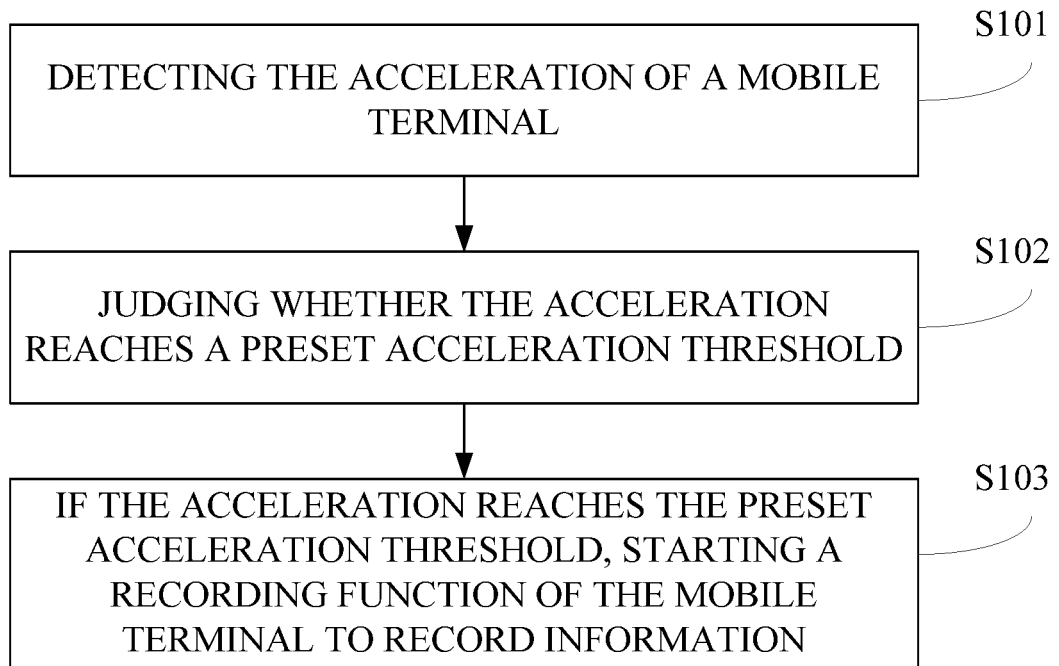 S101
DETECTING THE ACCELERATION OF A MOBILE
TERMINAL
S102
JUDGING WHETHER THE ACCELERATION
REACHES A PRESET ACCELERATION THRESHOLD
S103
IF THE ACCELERATION REACHES THE PRESET
ACCELERATION THRESHOLD, STARTING A
RECORDING FUNCTION OF THE MOBILE
TERMINAL TO RECORD INFORMATION